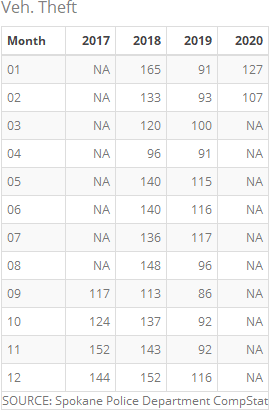 Veh. Theft
Month 2017 2018 2019 2020
01 NA 165 91 127
02 NA 133 93 107
03 NA 120 100 NA
04 NA 96 91 NA
05 NA 140 115 NA
06 NA 140 116 NA
07 NA 136 117 NA
08 NA 148 96 NA
09 117 113 86 NA
10 124 137 92 NA
11 152 143 92 NA
12 144 152 116 NA
SOURCE: Spokane Police Department CompStat